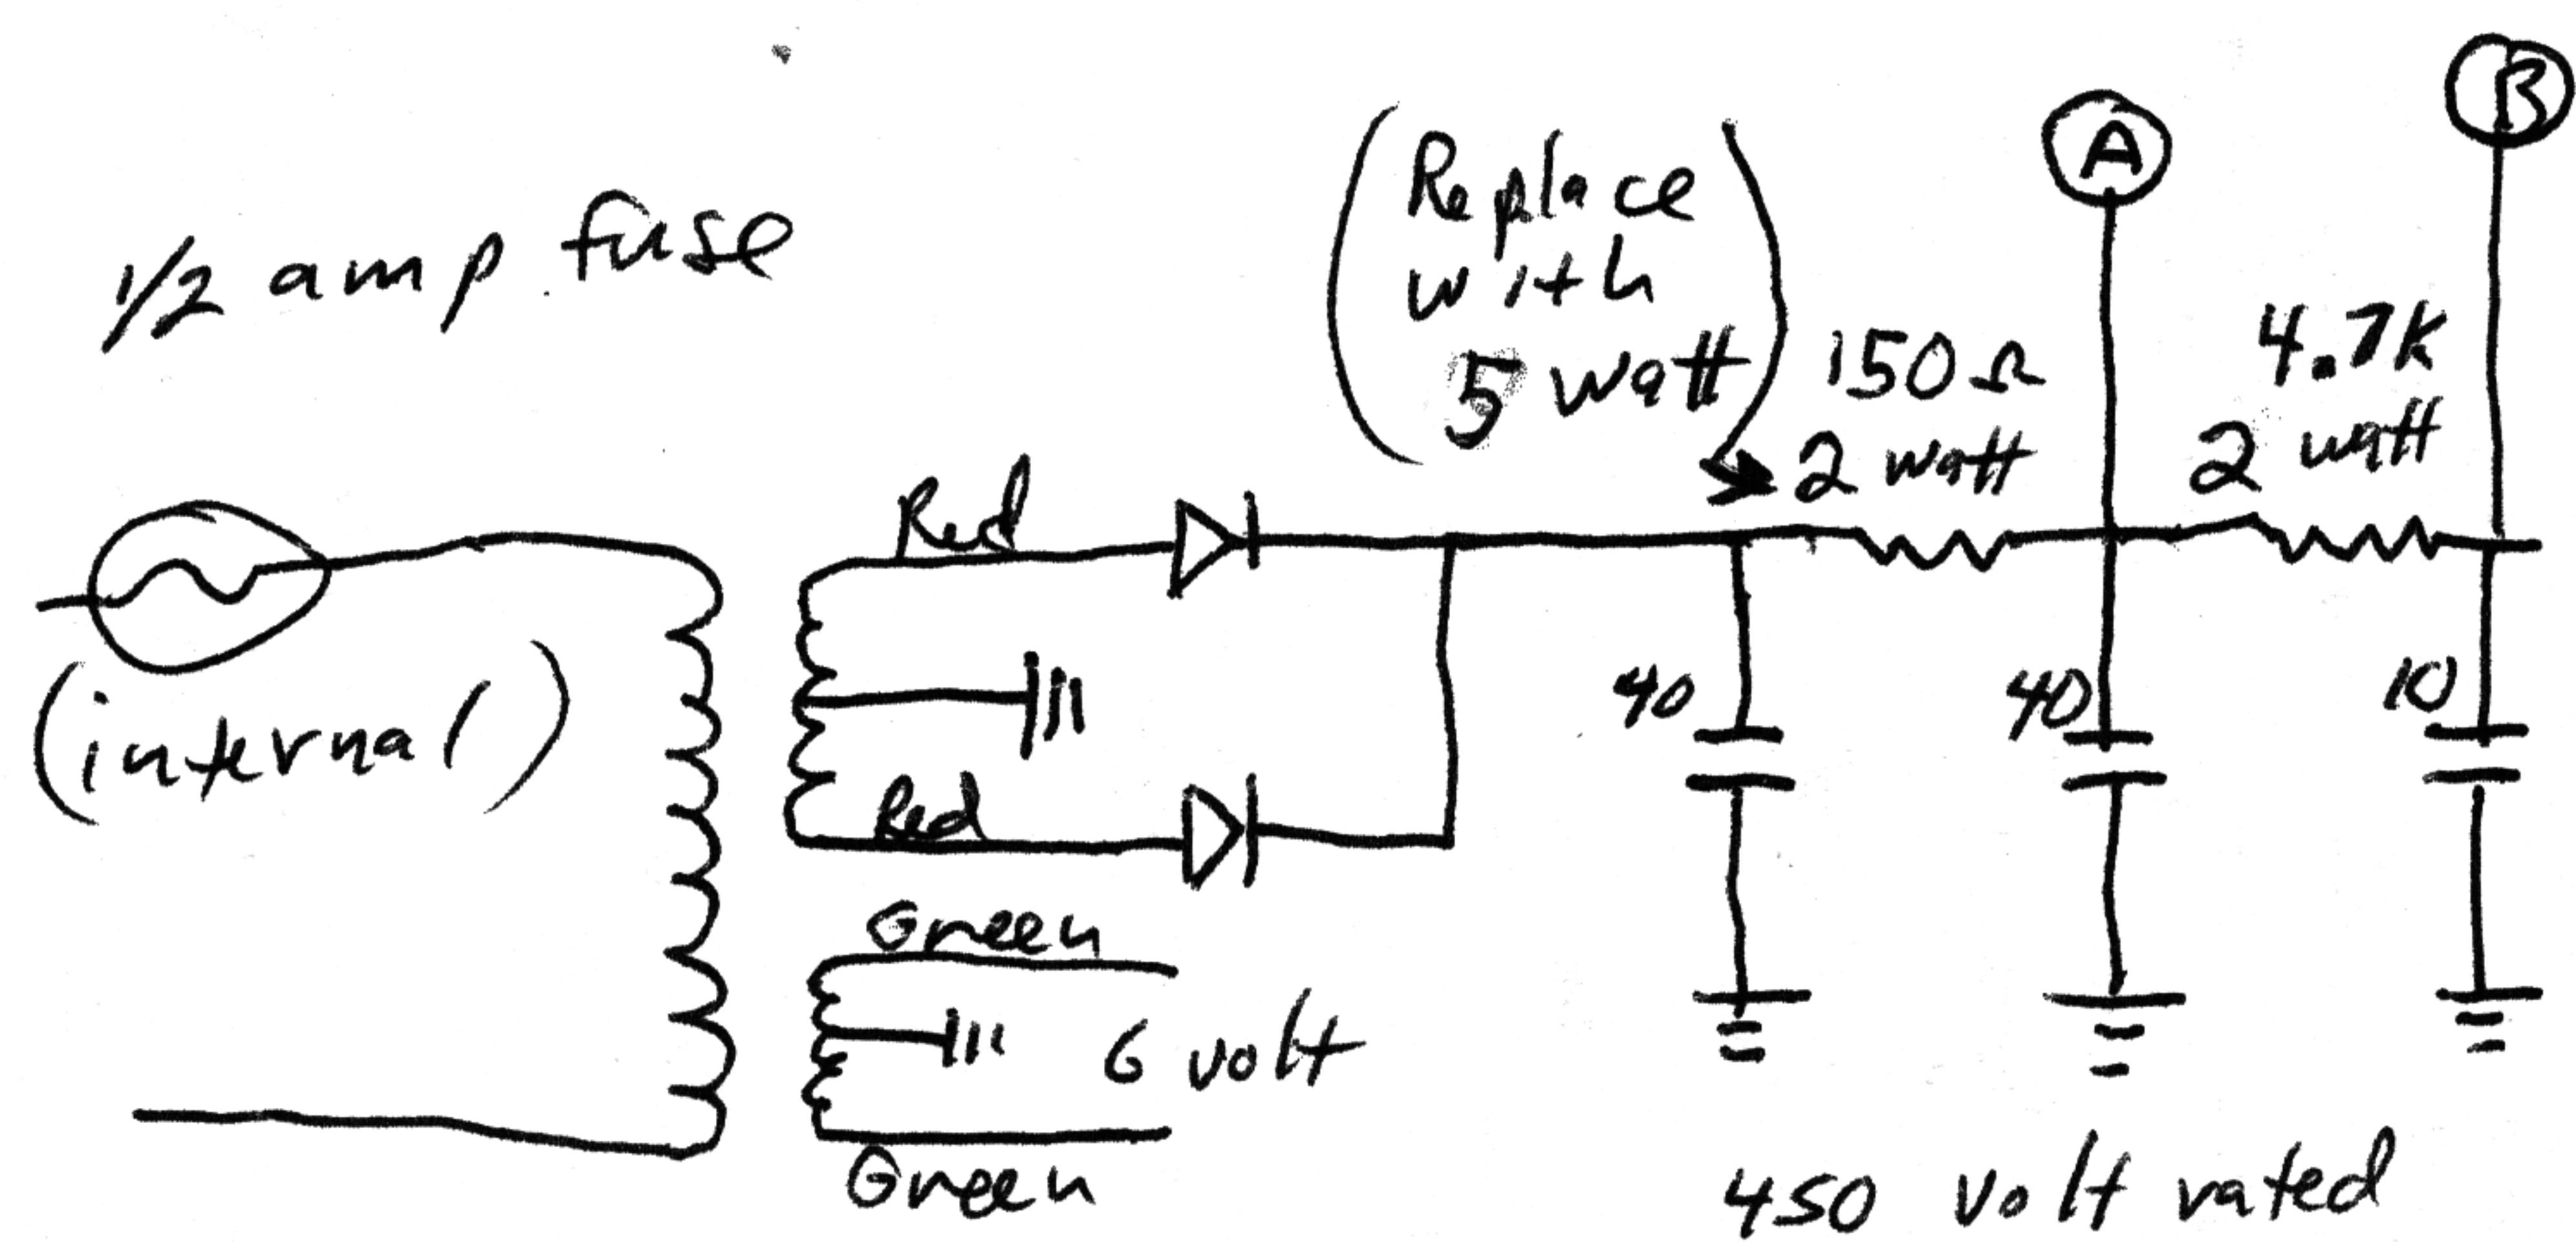 1/2 amp fuse
(internal)
Red
Red
Green
6 volt
Green
(Replace
with
5 watt)
150Ω
2 watt
A
4.7K
2 watt
B
40
40
10
450 volt rated